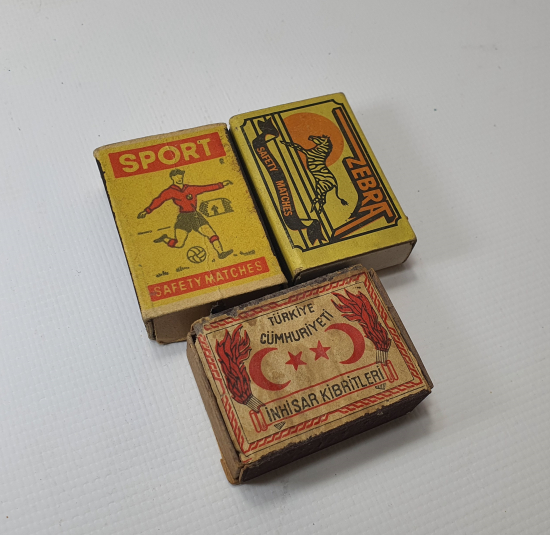 SPORT
SAFETY MATCHES
ZEBRA
SAFETY MATCHES
TÜRKİYE
CÜMHURİYETİ
İNHİSAR KİBRİTLERİ